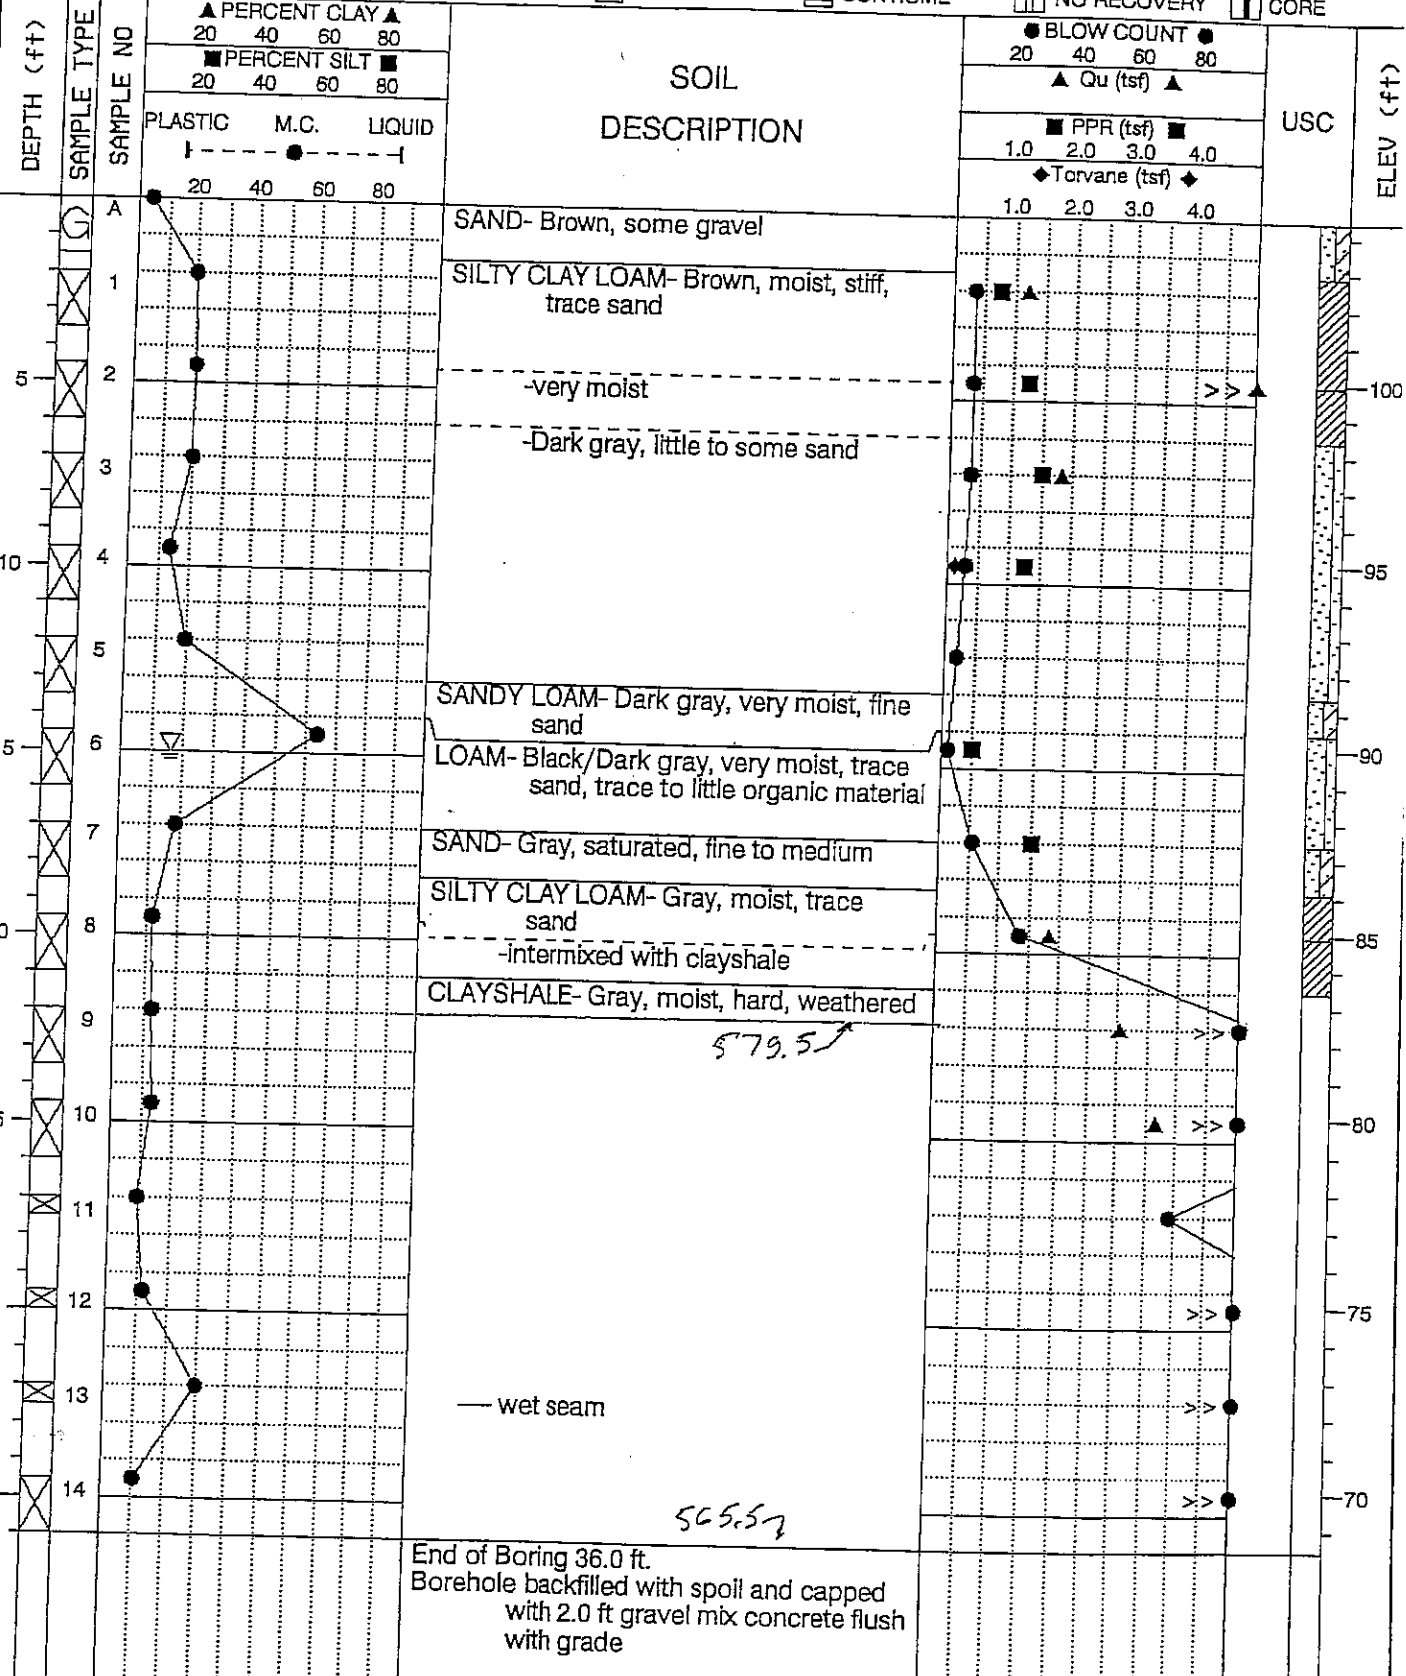 NO RECOVERY CORE
DEPTH (ft)
SAMPLE TYPE
SAMPLE NO
▲ PERCENT CLAY ▲
20 40 60 80
■ PERCENT SILT ■
20 40 60 80
PLASTIC M.C. LIQUID
20 40 60 80
SOIL
DESCRIPTION
● BLOW COUNT ●
20 40 60 80
▲ Qu (tsf) ▲
■ PPR (tsf) ■
1.0 2.0 3.0 4.0
◆ Torvane (tsf) ◆
1.0 2.0 3.0 4.0
USC
ELEV (ft)
A
G
SAND- Brown, some gravel
1
SILTY CLAY LOAM- Brown, moist, stiff,
trace sand
5
2
-very moist
>>
100
-Dark gray, little to some sand
3
10
4
95
5
SANDY LOAM- Dark gray, very moist, fine
sand
5
6
90
LOAM- Black/Dark gray, very moist, trace
sand, trace to little organic material
7
SAND- Gray, saturated, fine to medium
SILTY CLAY LOAM- Gray, moist, trace
sand
0
8
85
-intermixed with clayshale
CLAYSHALE- Gray, moist, hard, weathered
9
579.5
>>
10
>>
80
11
12
>>
75
13
— wet seam
>>
14
>>
70
565.5
End of Boring 36.0 ft.
Borehole backfilled with spoil and capped
with 2.0 ft gravel mix concrete flush
with grade